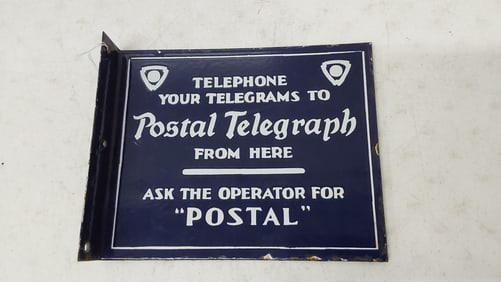 TELEPHONE
YOUR TELEGRAMS TO
Postal Telegraph
FROM HERE
ASK THE OPERATOR FOR
"POSTAL"